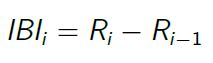 IBI_i = R_i − R_{i−1}